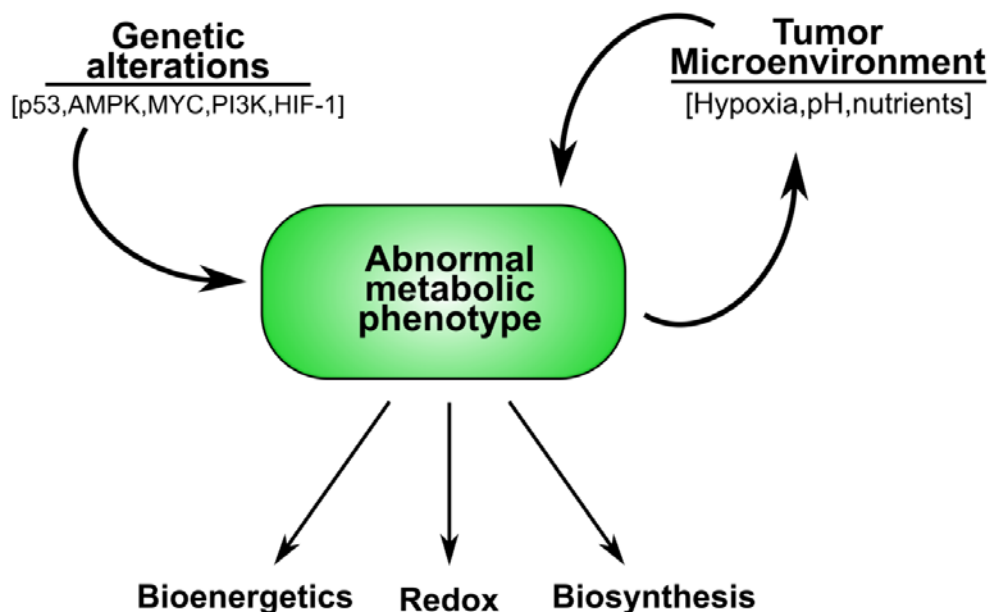 Genetic
alterations
[p53,AMPK,MYC,PI3K,HIF-1]
Tumor
Microenvironment
[Hypoxia,pH,nutrients]
Abnormal
metabolic
phenotype
Bioenergetics
Redox
Biosynthesis